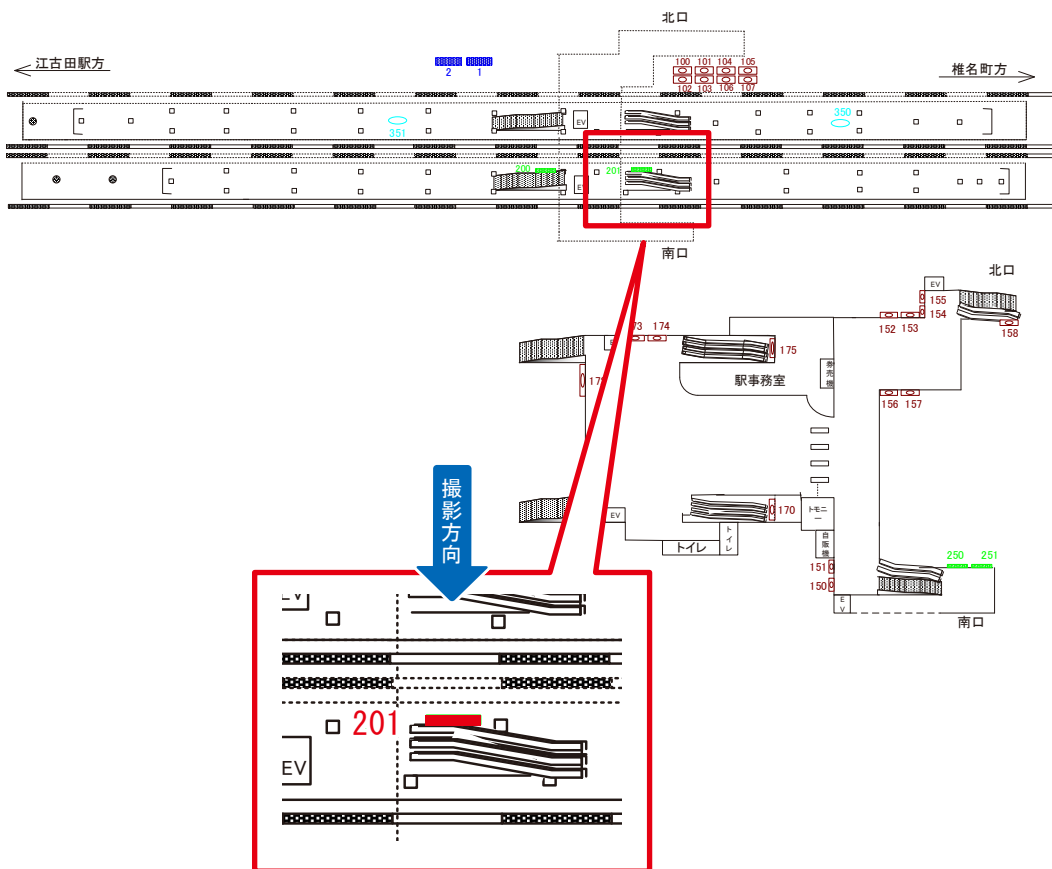 北口
江古田駅方
椎名町方
2
1
100
101
104
105
102
103
106
107
351
350
EV
200
201
南口
北口
EV
155
154
152
153
158
174
175
駅事務室
券売機
156
157
EV
170
トモニー
トイレ
トイレ
自販機
151
150
EV
250
251
南口
撮影方向
EV
201
EV